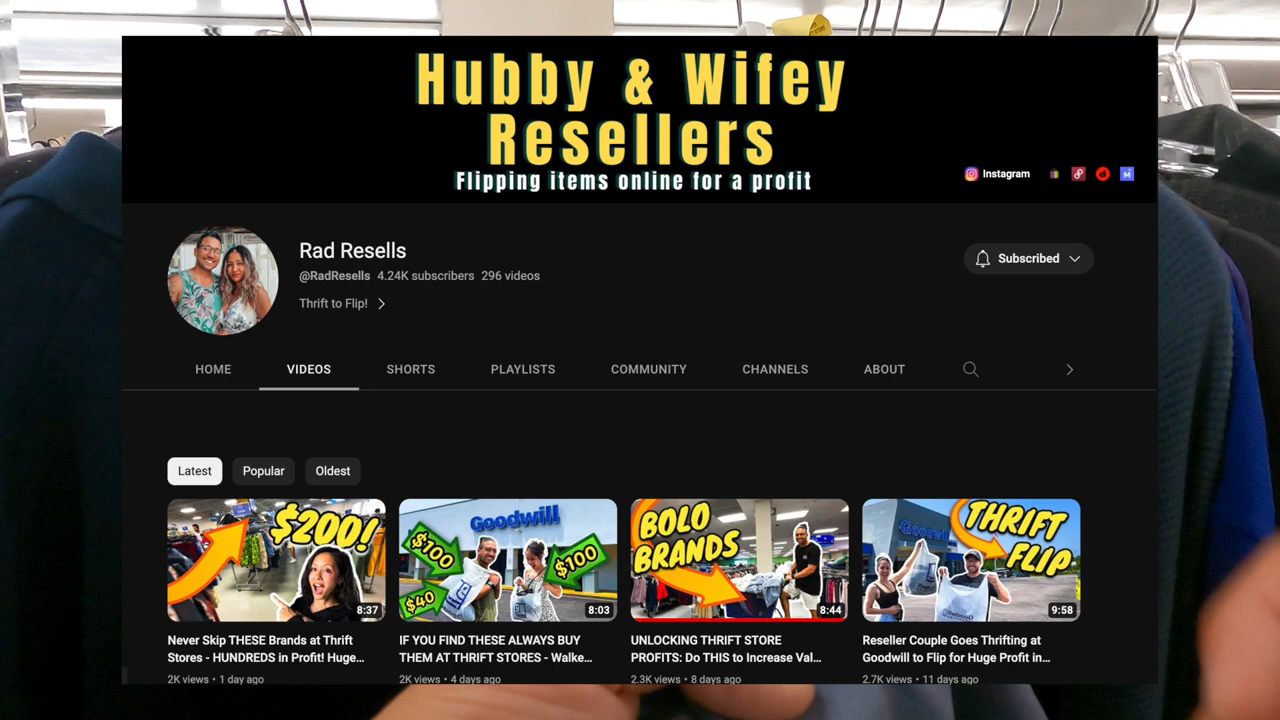 Hubby & Wifey
Resellers
Flipping items online for a profit
Instagram
Rad Resells
@RadResells 4.24K subscribers 296 videos
Thrift to Flip!
Subscribed
HOME VIDEOS SHORTS PLAYLISTS COMMUNITY CHANNELS ABOUT
Latest Popular Oldest
$200!
8:37
Goodwill
$100
$100
$40
8:03
BOLO
BRANDS
8:44
Goodwill
THRIFT
FLIP
9:58
Never Skip THESE Brands at Thrift
Stores - HUNDREDS in Profit! Huge...
2K views • 1 day ago
IF YOU FIND THESE ALWAYS BUY
THEM AT THRIFT STORES - Walke...
2K views • 4 days ago
UNLOCKING THRIFT STORE
PROFITS: Do THIS to Increase Val...
2.3K views • 8 days ago
Reseller Couple Goes Thrifting at
Goodwill to Flip for Huge Profit in...
2.7K views • 11 days ago